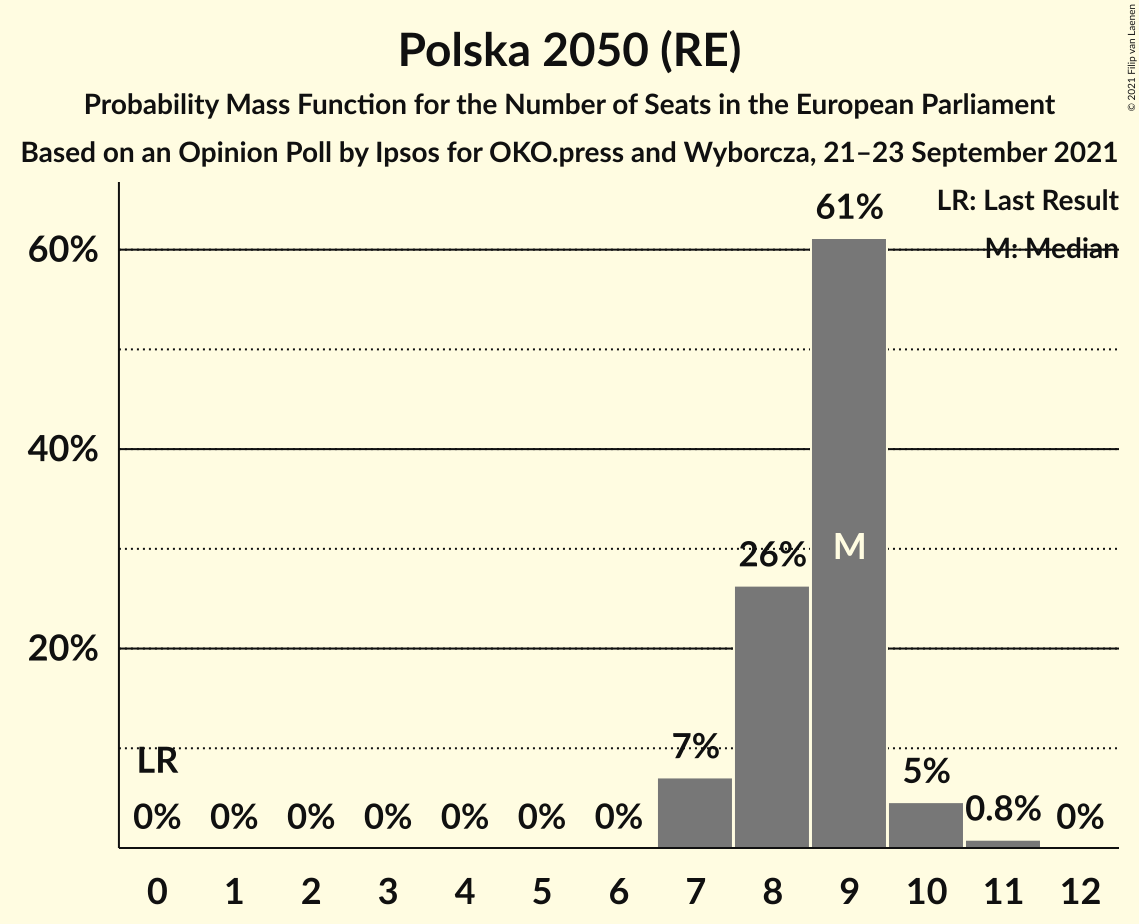 Polska 2050 (RE)
Probability Mass Function for the Number of Seats in the European Parliament
Based on an Opinion Poll by Ipsos for OKO.press and Wyborcza, 21–23 September 2021
© 2021 Filip van Laenen
LR: Last Result
M: Median
61%
60%
40%
26%
M
20%
7%
LR
5%
0% 0% 0% 0% 0% 0% 0% 0.8% 0%
0 1 2 3 4 5 6 7 8 9 10 11 12